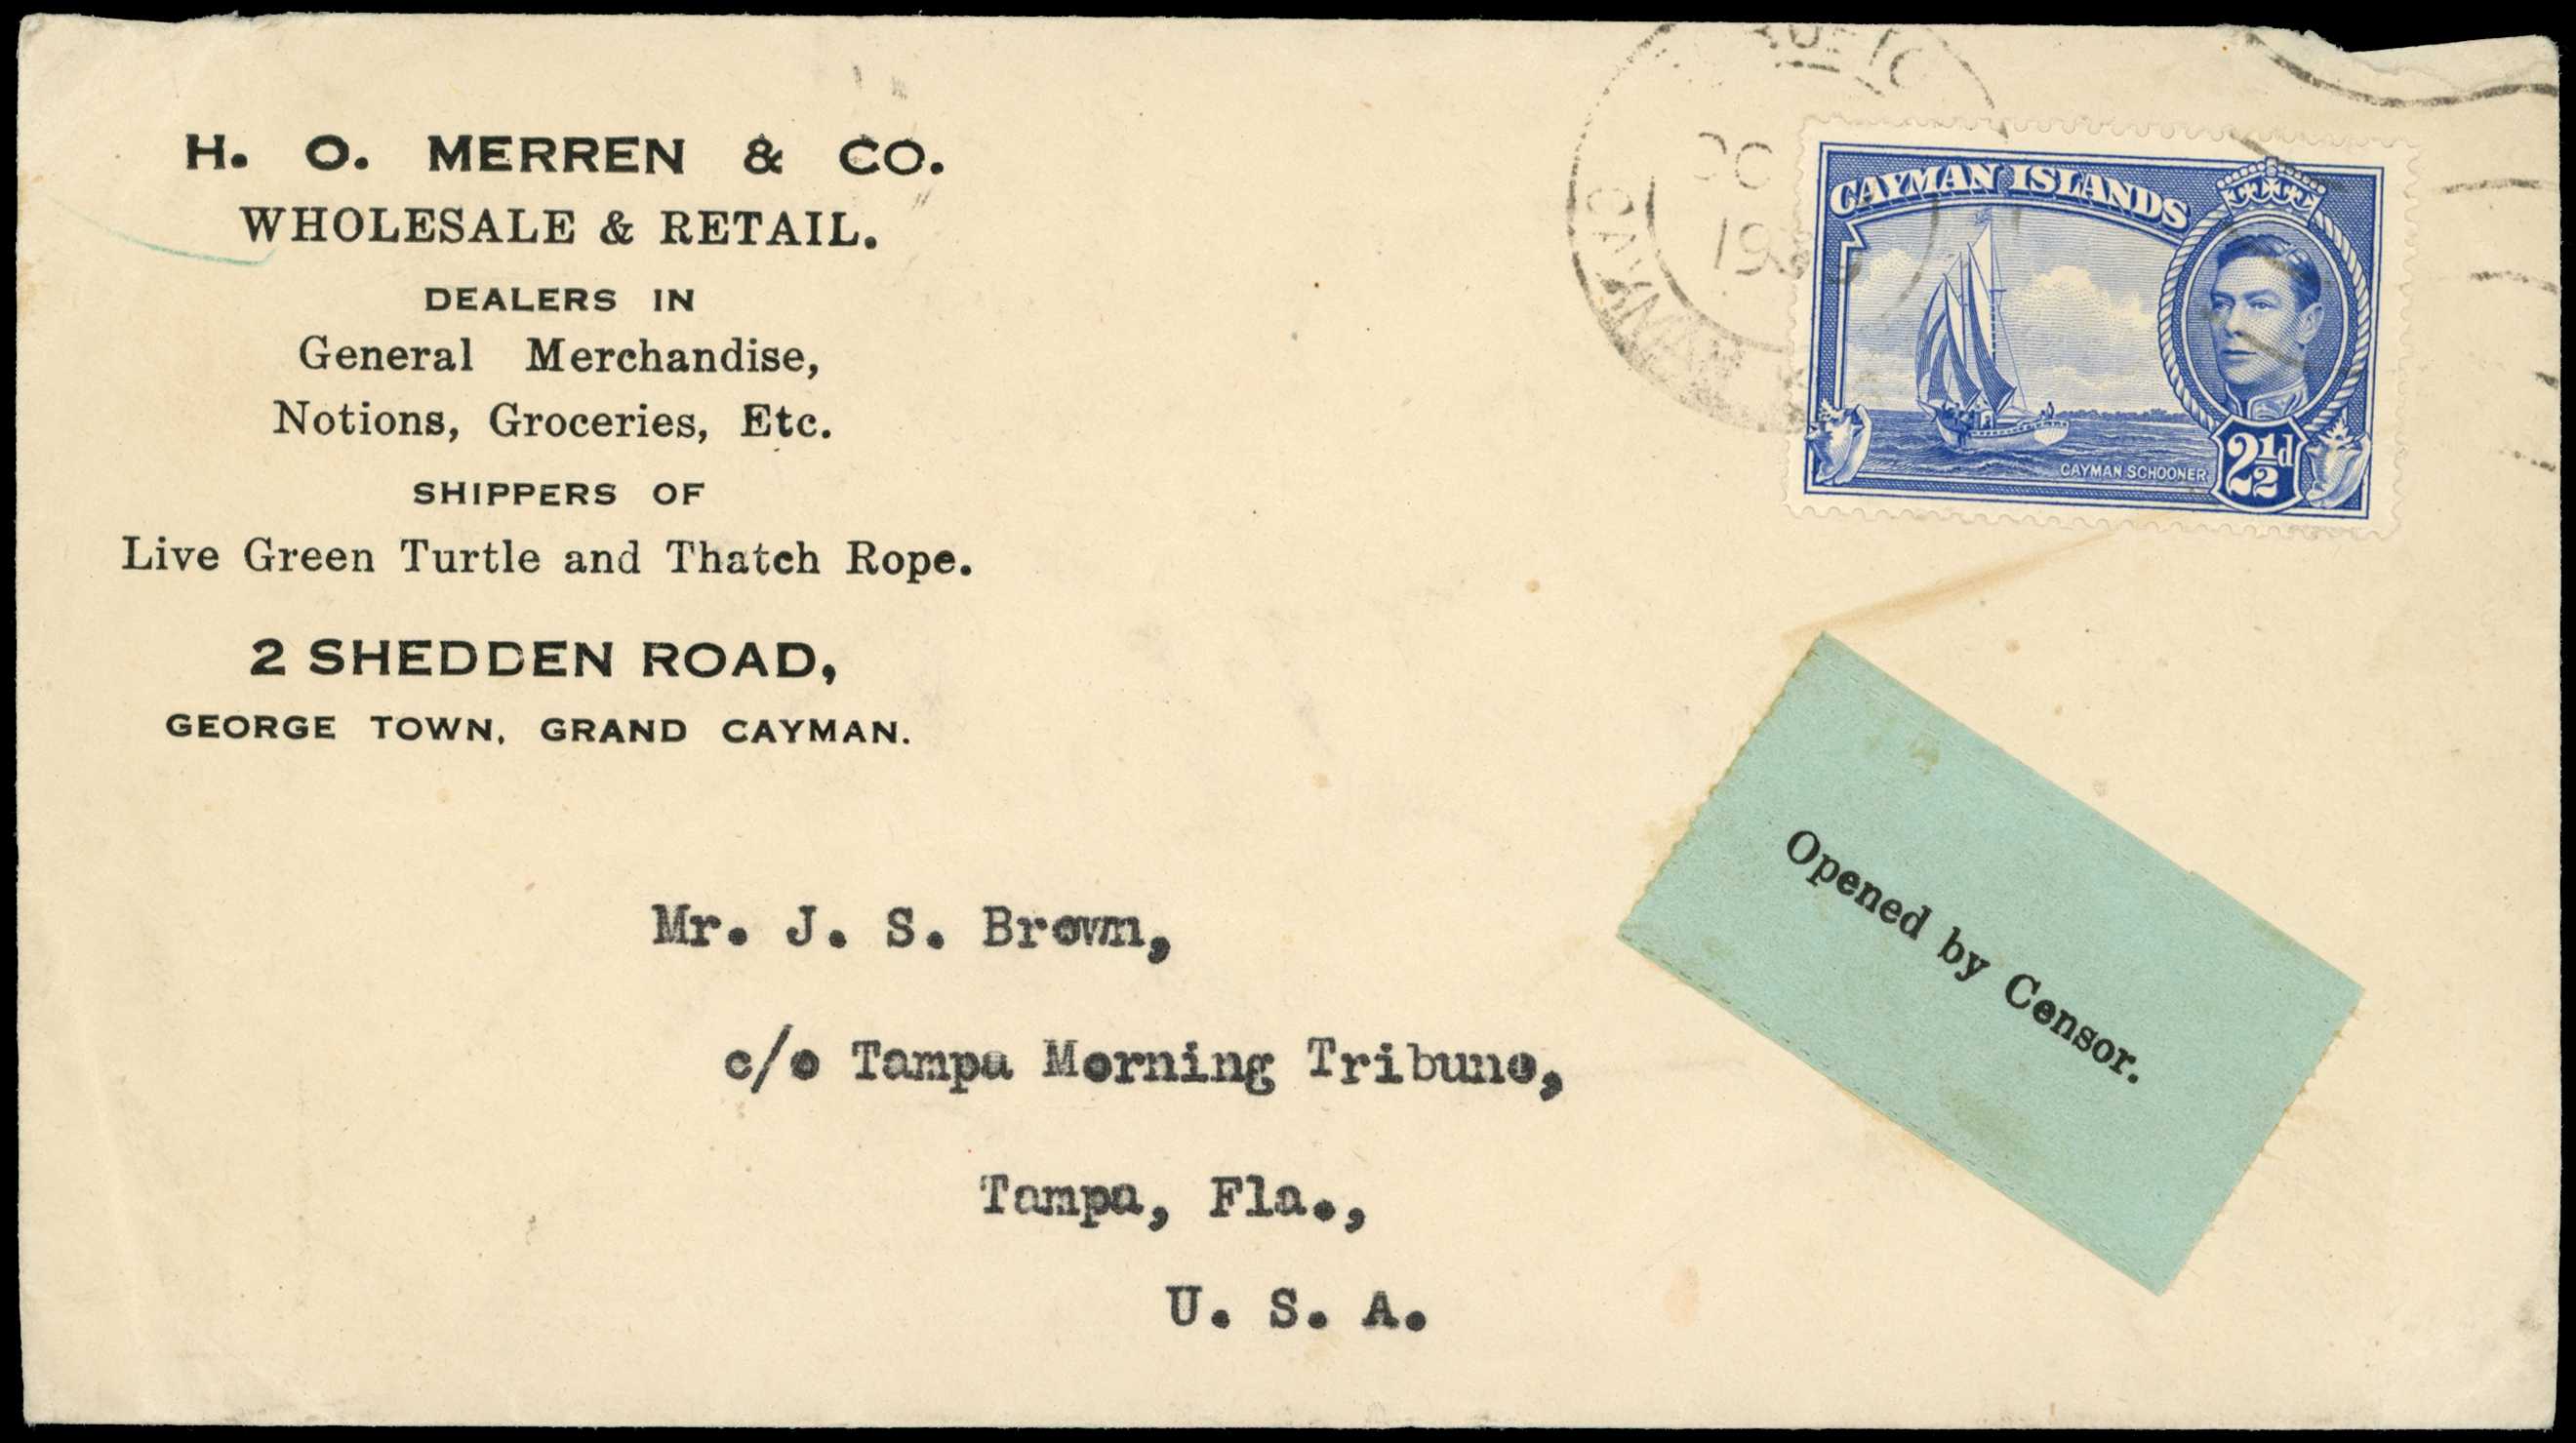 H. O. MERREN & CO.
WHOLESALE & RETAIL.
DEALERS IN
General Merchandise,
Notions, Groceries, Etc.
SHIPPERS OF
Live Green Turtle and Thatch Rope.
2 SHEDDEN ROAD,
GEORGE TOWN, GRAND CAYMAN.
CAYMAN
CAYMAN ISLANDS
CAYMAN SCHOONER
2½d
Opened by Censor.
Mr. J. S. Brown,
c/o Tampa Morning Tribune,
Tampa, Fla.,
U. S. A.